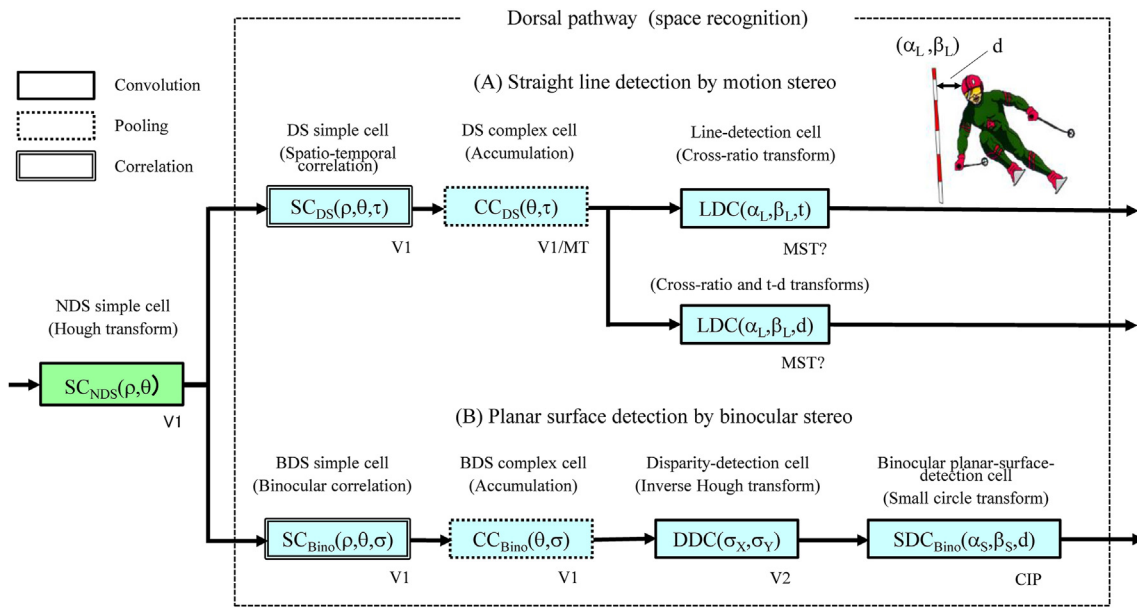 Dorsal pathway (space recognition)
Convolution
Pooling
Correlation
(A) Straight line detection by motion stereo
(α_L ,β_L)
d
DS simple cell
(Spatio-temporal
correlation)
SC_DS(ρ,θ,τ)
V1
DS complex cell
(Accumulation)
CC_DS(θ,τ)
V1/MT
Line-detection cell
(Cross-ratio transform)
LDC(α_L,β_L,t)
MST?
(Cross-ratio and t-d transforms)
LDC(α_L,β_L,d)
MST?
NDS simple cell
(Hough transform)
SC_NDS(ρ,θ)
V1
(B) Planar surface detection by binocular stereo
BDS simple cell
(Binocular correlation)
SC_Bino(ρ,θ,σ)
V1
BDS complex cell
(Accumulation)
CC_Bino(θ,σ)
V1
Disparity-detection cell
(Inverse Hough transform)
DDC(σ_X,σ_Y)
V2
Binocular planar-surface-
detection cell
(Small circle transform)
SDC_Bino(α_S,β_S,d)
CIP